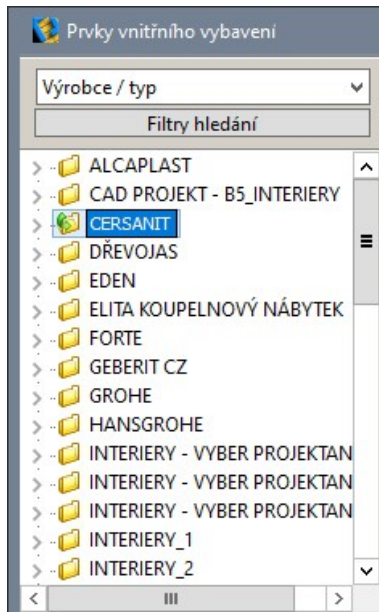 Prvky vnitřního vybavení
Výrobce / typ
Filtry hledání
ALCAPLAST
CAD PROJEKT - B5_INTERIERY
CERSANIT
DŘEVOJAS
EDEN
ELITA KOUPELNOVÝ NÁBYTEK
FORTE
GEBERIT CZ
GROHE
HANSGROHE
INTERIERY - VYBER PROJEKTAN
INTERIERY - VYBER PROJEKTAN
INTERIERY - VYBER PROJEKTAN
INTERIERY_1
INTERIERY_2